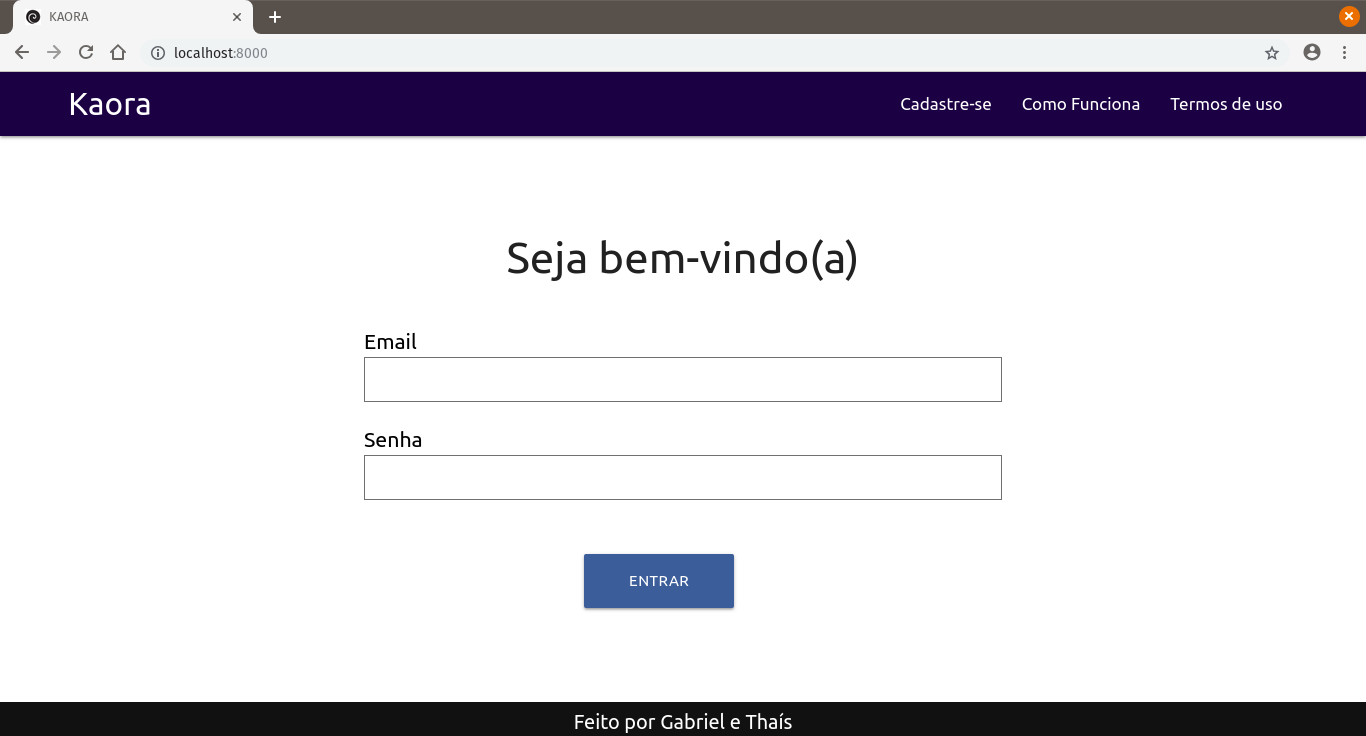 KAORA
localhost:8000
Kaora
Cadastre-se Como Funciona Termos de uso
Seja bem-vindo(a)
Email
Senha
ENTRAR
Feito por Gabriel e Thaís